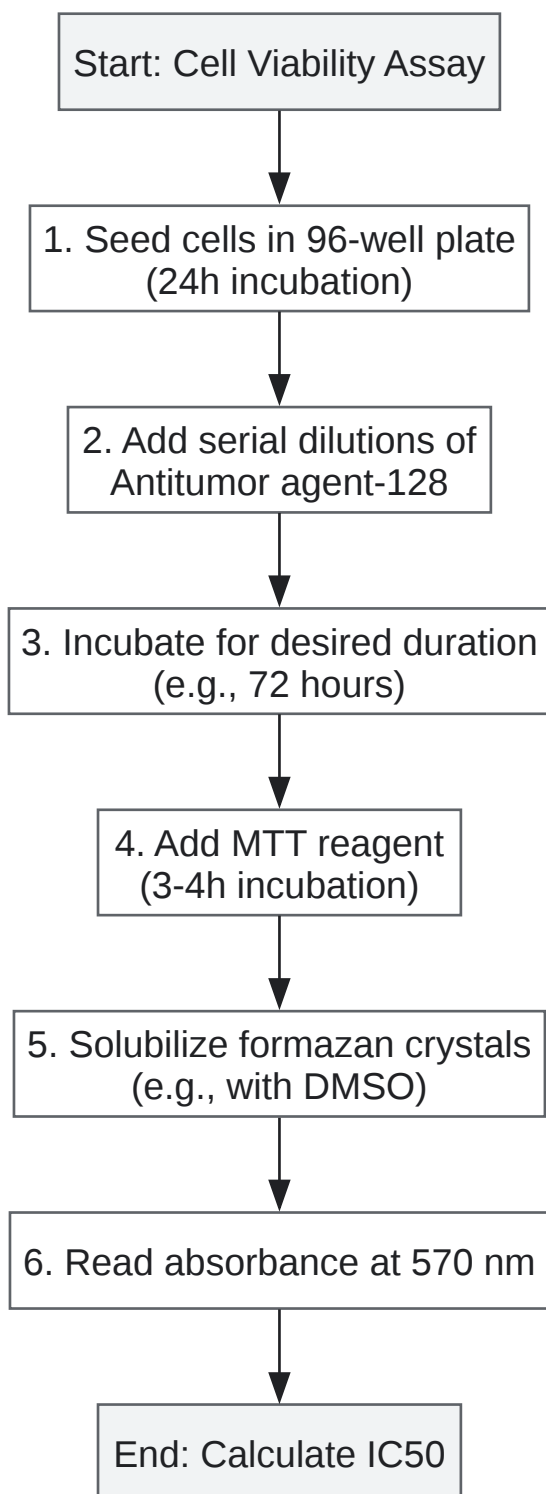 Start: Cell Viability Assay
1. Seed cells in 96-well plate
(24h incubation)
2. Add serial dilutions of
Antitumor agent-128
3. Incubate for desired duration
(e.g., 72 hours)
4. Add MTT reagent
(3-4h incubation)
5. Solubilize formazan crystals
(e.g., with DMSO)
6. Read absorbance at 570 nm
End: Calculate IC50